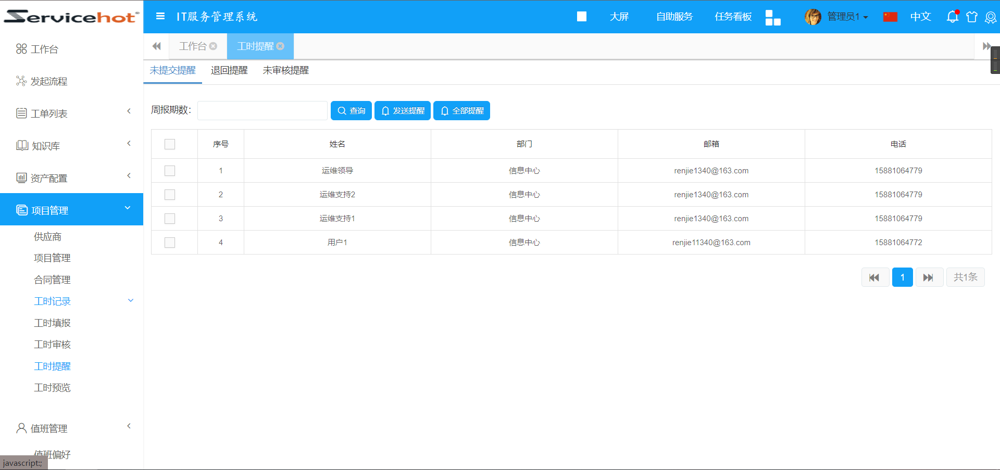 Servicehot®
IT服务管理系统
大屏
自助服务
任务看板
管理员1
中文
工作台
工时提醒
工作台
发起流程
工单列表
知识库
资产配置
项目管理
供应商
项目管理
合同管理
工时记录
工时填报
工时审核
工时提醒
工时预览
值班管理
值班偏好
javascript:;
未提交提醒 退回提醒 未审核提醒
周报期数: 查询 发送提醒 全部提醒
序号 姓名 部门 邮箱 电话
1 运维领导 信息中心 renjie1340@163.com 15881064779
2 运维支持2 信息中心 renjie1340@163.com 15881064779
3 运维支持1 信息中心 renjie1340@163.com 15881064779
4 用户1 信息中心 renjie11340@163.com 15881064772
1 共1条